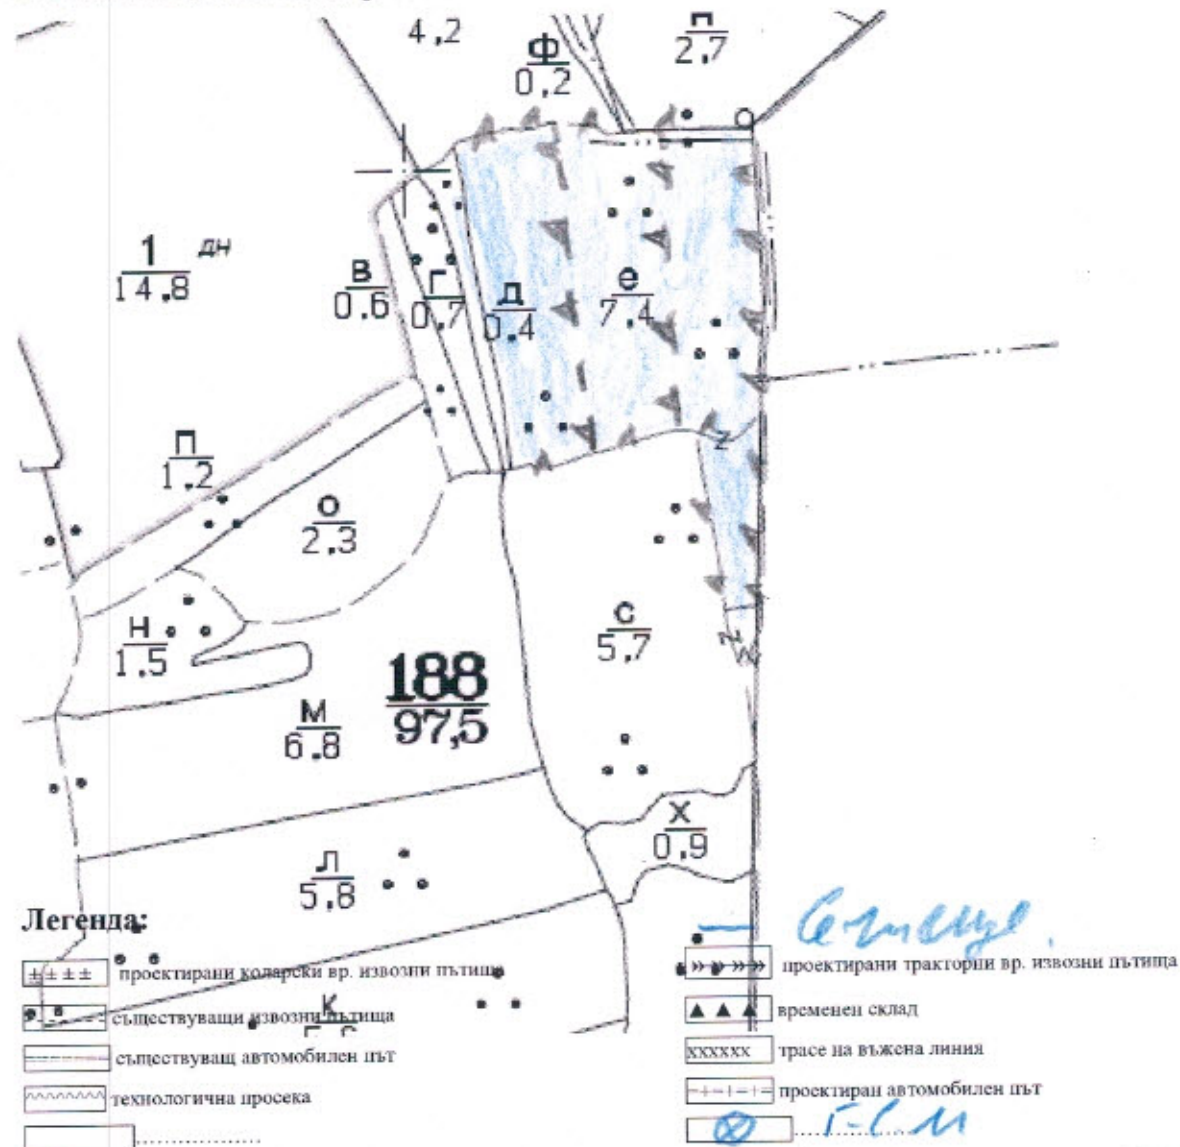 4,2
Ф
0,2
П
2,7
1 дн
14,8
В
0,6
Г
0,7
Д
0,4
е
7,4
П
1,2
О
2,3
Н
1,5
С
5,7
188
97,5
М
6,8
Х
0,9
Л
5,8
К
Легенда:
Сечище
проектирани коларски вр. извозни пътища
проектирани тракторни вр. извозни пътища
съществуващи извозни пътища
временен склад
съществуващ автомобилен път
xxxxxx трасе на въжена линия
технологична просека
проектиран автомобилен път
Г-С-М